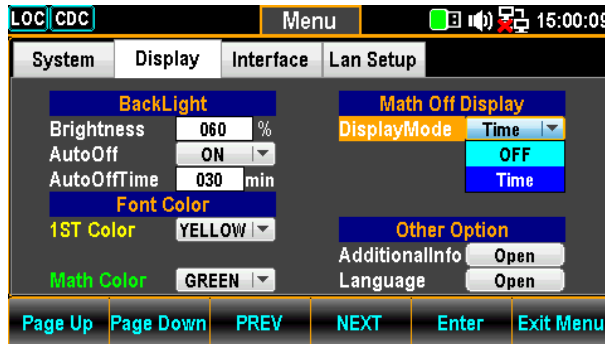 LOC CDC Menu 15:00:09
System Display Interface Lan Setup
BackLight
Brightness 060 %
AutoOff ON
AutoOffTime 030 min
Font Color
1ST Color YELLOW
Math Color GREEN
Math Off Display
DisplayMode Time
OFF
Time
Other Option
AdditionalInfo Open
Language Open
Page Up Page Down PREV NEXT Enter Exit Menu